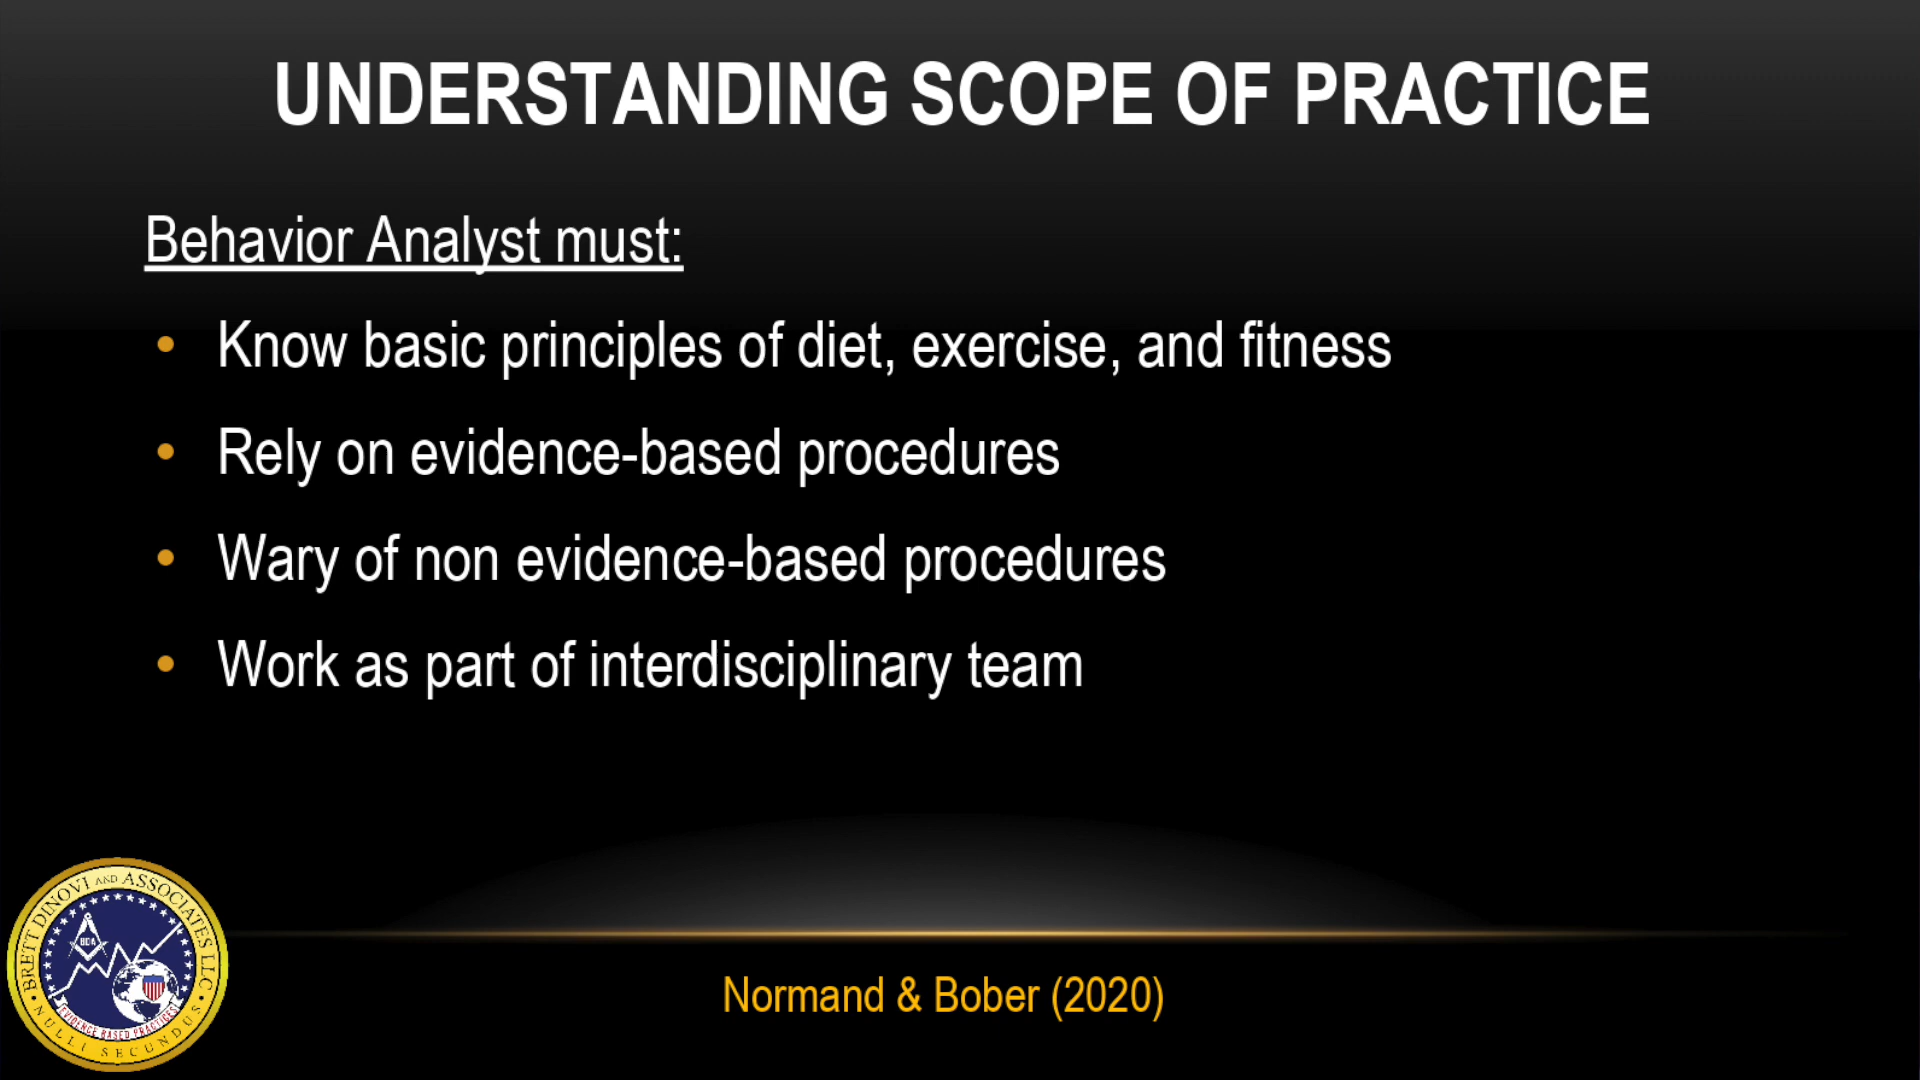 UNDERSTANDING SCOPE OF PRACTICE
Behavior Analyst must:
• Know basic principles of diet, exercise, and fitness
• Rely on evidence-based procedures
• Wary of non evidence-based procedures
• Work as part of interdisciplinary team
BRETT DINOVI AND ASSOCIATES LLC
BDA
EVIDENCE BASED PRACTICES
• NULLI SECUNDUS •
Normand & Bober (2020)